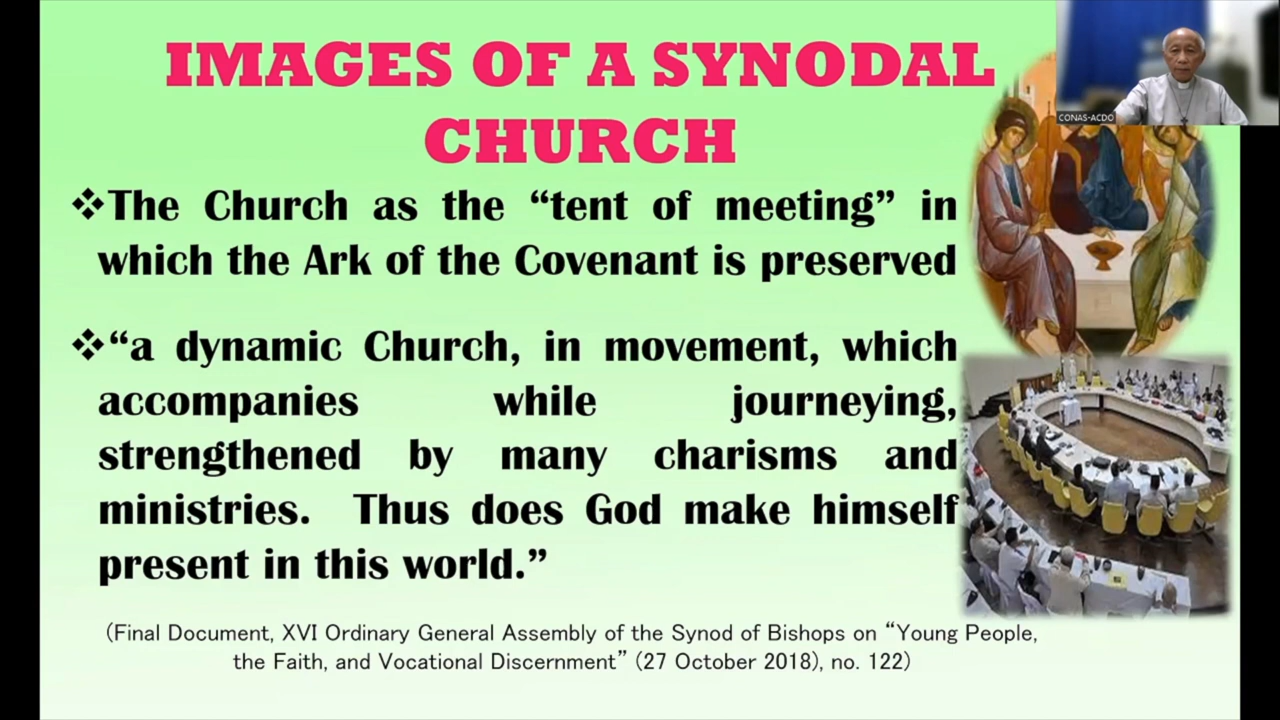 IMAGES OF A SYNODAL
CHURCH
CONAS-ACDO
❖The Church as the “tent of meeting” in
which the Ark of the Covenant is preserved
❖“a dynamic Church, in movement, which
accompanies while journeying,
strengthened by many charisms and
ministries. Thus does God make himself
present in this world.”
(Final Document, XVI Ordinary General Assembly of the Synod of Bishops on “Young People,
the Faith, and Vocational Discernment” (27 October 2018), no. 122)